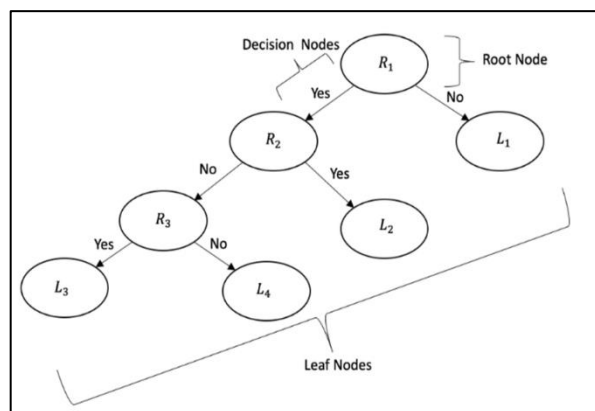 Decision Nodes
R₁
Root Node
Yes
No
R₂
L₁
No
Yes
R₃
L₂
Yes
No
L₃
L₄
Leaf Nodes